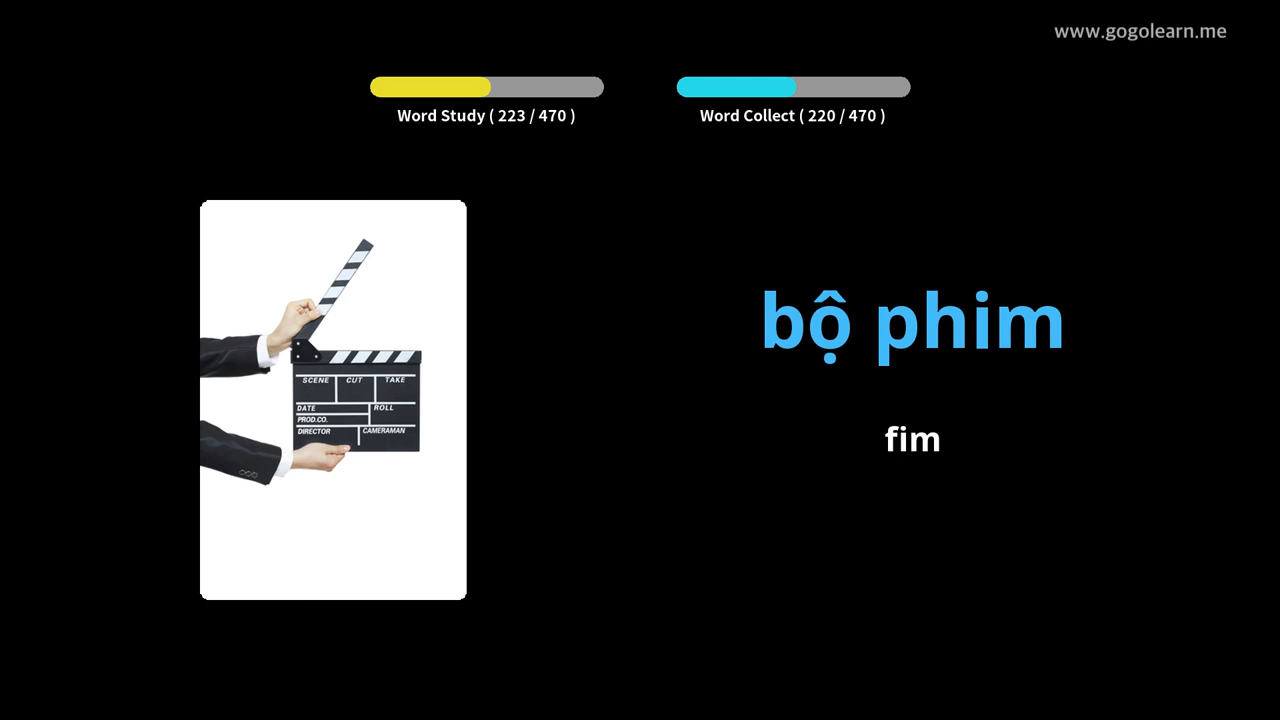 www.gogolearn.me
Word Study ( 223 / 470 )
Word Collect ( 220 / 470 )
bộ phim
fim
SCENE CUT TAKE
DATE ROLL
PROD.CO.
DIRECTOR CAMERAMAN